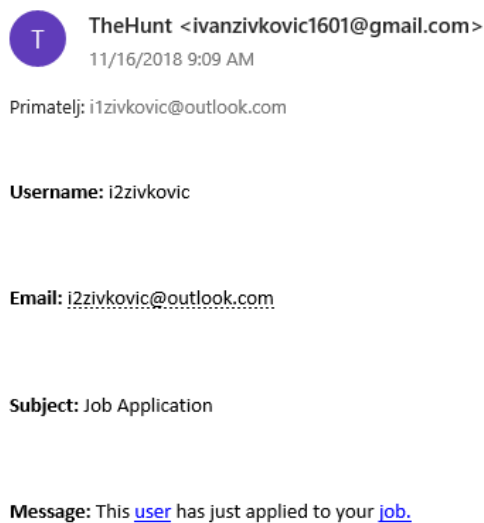 T
TheHunt <ivanzivkovic1601@gmail.com>
11/16/2018 9:09 AM
Primatelj: i1zivkovic@outlook.com
Username: i2zivkovic
Email: i2zivkovic@outlook.com
Subject: Job Application
Message: This user has just applied to your job.